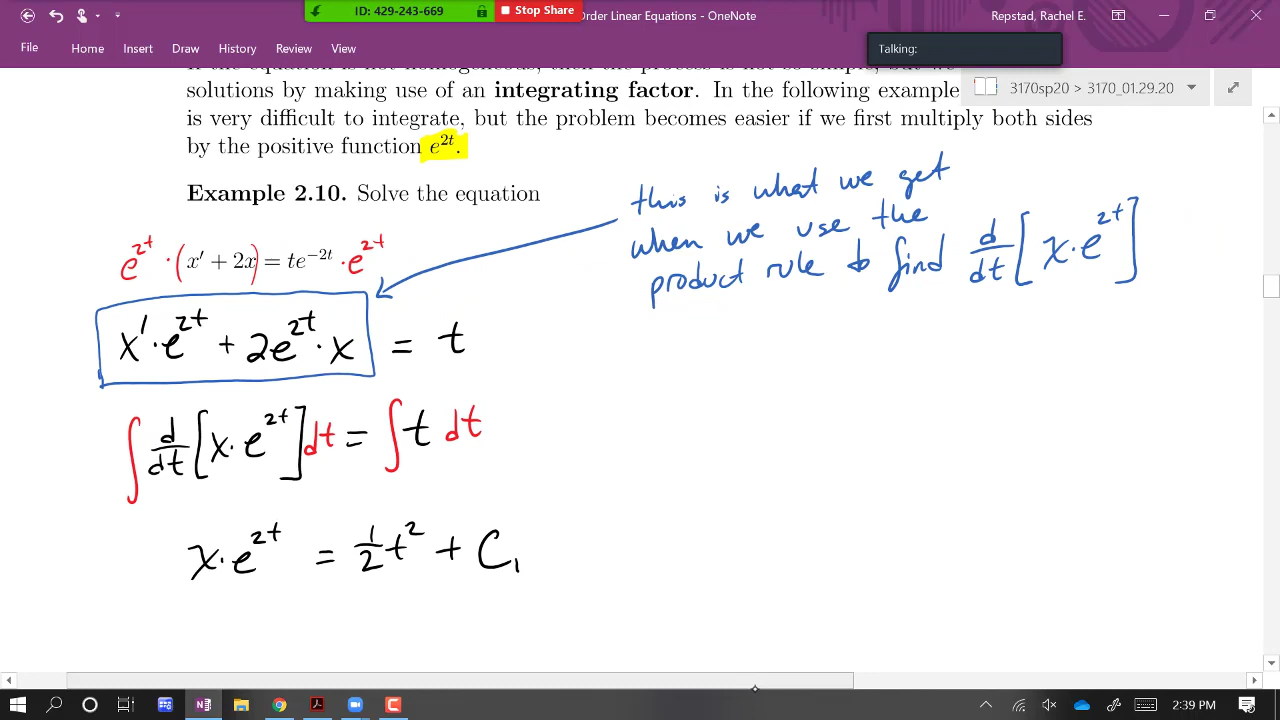 ID: 429-243-669
Stop Share
Order Linear Equations - OneNote
Repstad, Rachel E.
File
Home
Insert
Draw
History
Review
View
Talking:
3170sp20 > 3170_01.29.20
solutions by making use of an integrating factor. In the following example
is very difficult to integrate, but the problem becomes easier if we first multiply both sides
by the positive function e^{2t}.
Example 2.10. Solve the equation
this is what we get
when we use the
product rule to find d/dt [x·e^{2t}]
e^{2t} · (x′ + 2x) = te^{−2t} · e^{2t}
x′·e^{2t} + 2e^{2t}·x = t
∫ d/dt [x·e^{2t}] dt = ∫ t dt
x·e^{2t} = 1/2 t^2 + C_1
2:39 PM